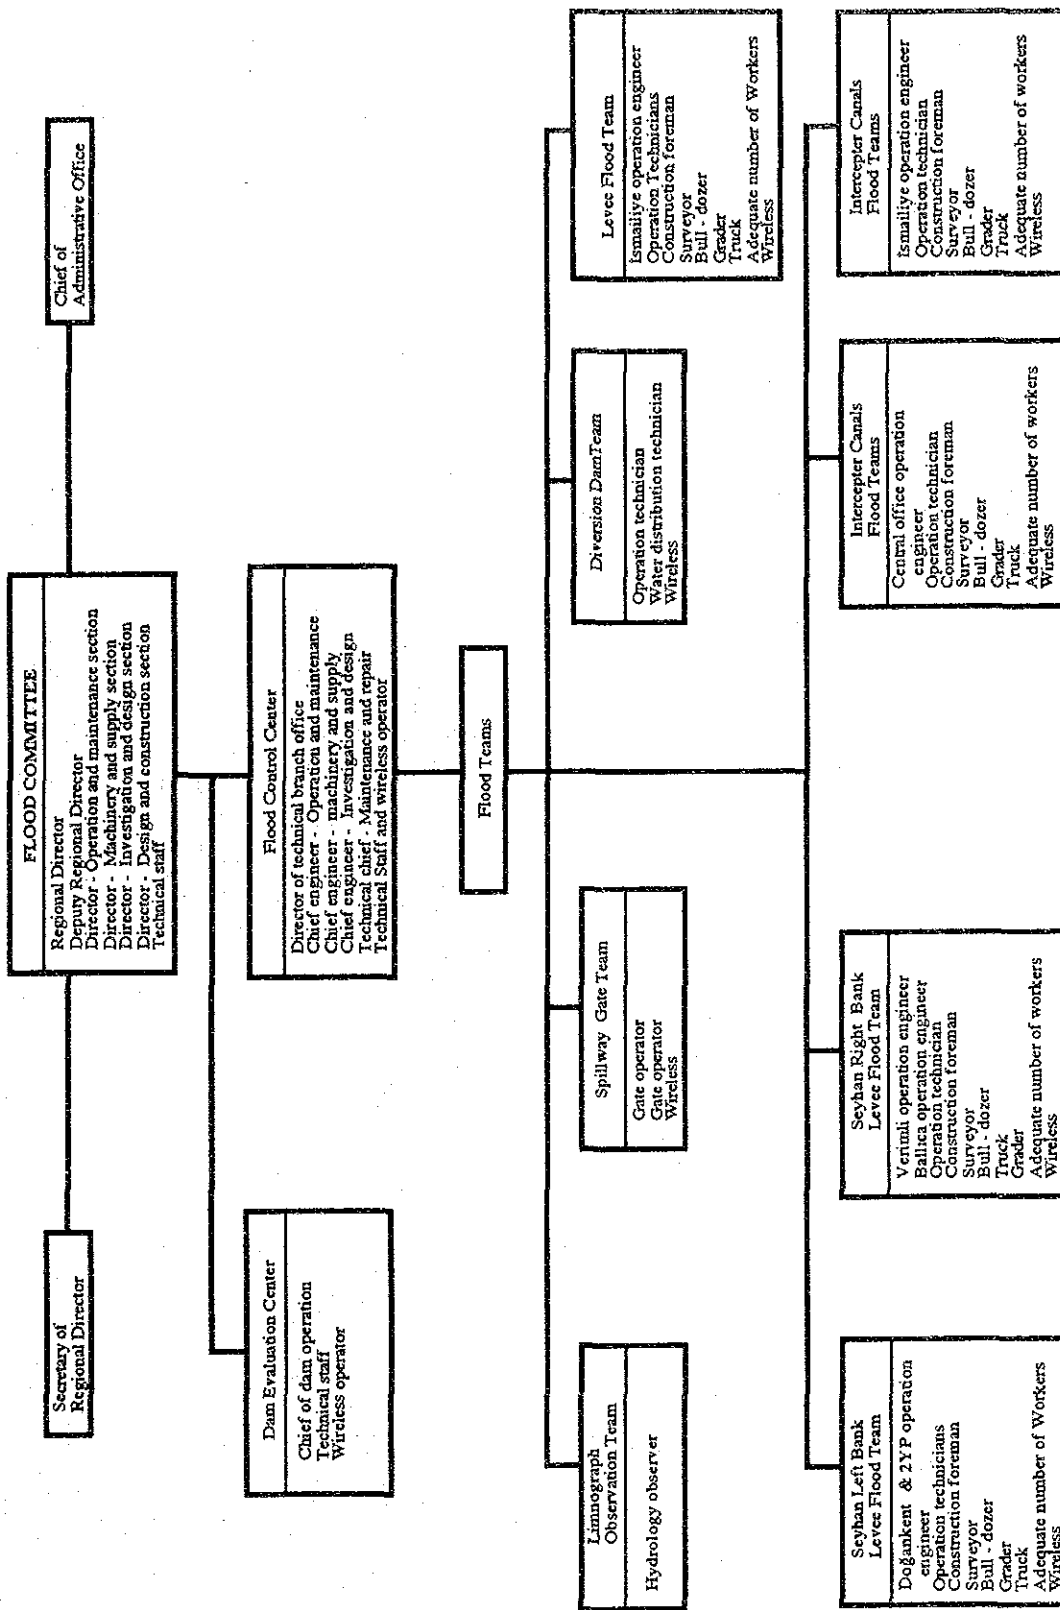 FLOOD COMMITTEE
Regional Director
Deputy Regional Director
Director - Operation and maintenance section
Director - Machinery and supply section
Director - Investigation and design section
Director - Design and construction section
Technical staff
Secretary of
Regional Director
Chief of
Administrative Office
Dam Evaluation Center
Chief of dam operation
Technical staff
Wireless operator
Flood Control Center
Director of technical branch office
Chief engineer - Operation and maintenance
Chief engineer - machinery and supply
Chief engineer - Investigation and design
Technical chief - Maintenance and repair
Technical Staff and wireless operator
Flood Teams
Limnograph
Observation Team
Hydrology observer
Spillway Gate Team
Gate operator
Gate operator
Wireless
Diversion DamTeam
Operation technician
Water distribution technician
Wireless
Levee Flood Team
İsmailiye operation engineer
Operation Technicians
Construction foreman
Surveyor
Bull - dozer
Grader
Truck
Adequate number of Workers
Wireless
Seyhan Left Bank
Levee Flood Team
Doğankent & 2YP operation
engineer
Operation technicians
Construction foreman
Surveyor
Bull - dozer
Grader
Truck
Adequate number of Workers
Wireless
Seyhan Right Bank
Levee Flood Team
Verimli operation engineer
Ballica operation engineer
Operation technician
Construction foreman
Surveyor
Bull - dozer
Truck
Grader
Adequate number of workers
Wireless
Intercepter Canals
Flood Teams
Central office operation
engineer
Operation technician
Construction foreman
Surveyor
Bull - dozer
Grader
Truck
Adequate number of workers
Wireless
Intercepter Canals
Flood Teams
İsmailiye operation engineer
Operation technician
Construction foreman
Surveyor
Bull - dozer
Grader
Truck
Adequate number of workers
Wireless